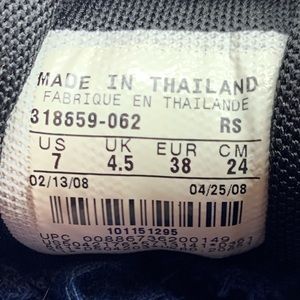 MADE IN THAILAND
FABRIQUE EN THAILANDE
318659-062 RS
US UK EUR CM
7 4.5 38 24
02/13/08 04/25/08
101151295
UPC 00886736200149